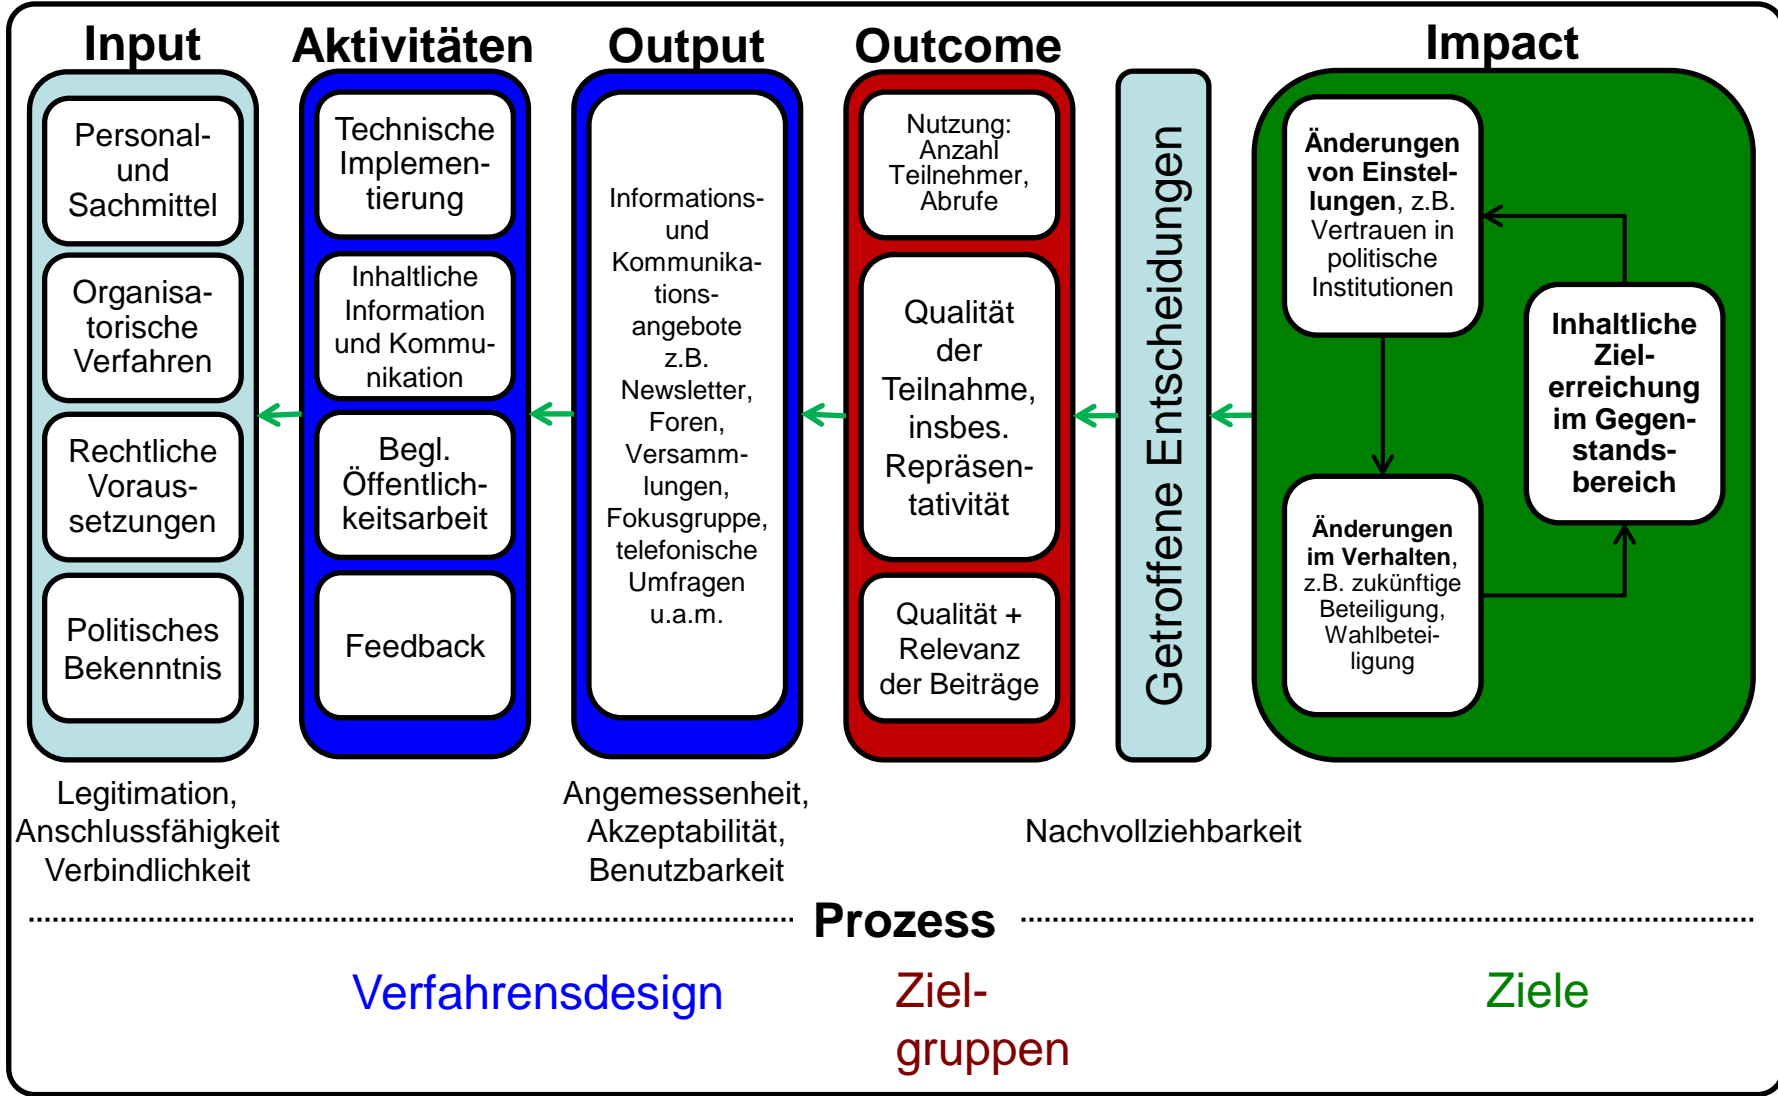 Input
Aktivitäten
Output
Outcome
Impact
Personal-
und
Sachmittel
Organisa-
torische
Verfahren
Rechtliche
Voraus-
setzungen
Politisches
Bekenntnis
Technische
Implemen-
tierung
Inhaltliche
Information
und Kommu-
nikation
Begl.
Öffentlich-
keitsarbeit
Feedback
Informations-
und
Kommunika-
tions-
angebote
z.B.
Newsletter,
Foren,
Versamm-
lungen,
Fokusgruppe,
telefonische
Umfragen
u.a.m.
Nutzung:
Anzahl
Teilnehmer,
Abrufe
Qualität
der
Teilnahme,
insbes.
Repräsen-
tativität
Qualität +
Relevanz
der Beiträge
Getroffene Entscheidungen
Änderungen
von Einstel-
lungen, z.B.
Vertrauen in
politische
Institutionen
Inhaltliche
Ziel-
erreichung
im Gegen-
stands-
bereich
Änderungen
im Verhalten,
z.B. zukünftige
Beteiligung,
Wahlbetei-
ligung
Legitimation,
Anschlussfähigkeit
Verbindlichkeit
Angemessenheit,
Akzeptabilität,
Benutzbarkeit
Nachvollziehbarkeit
Prozess
Verfahrensdesign
Ziel-
gruppen
Ziele